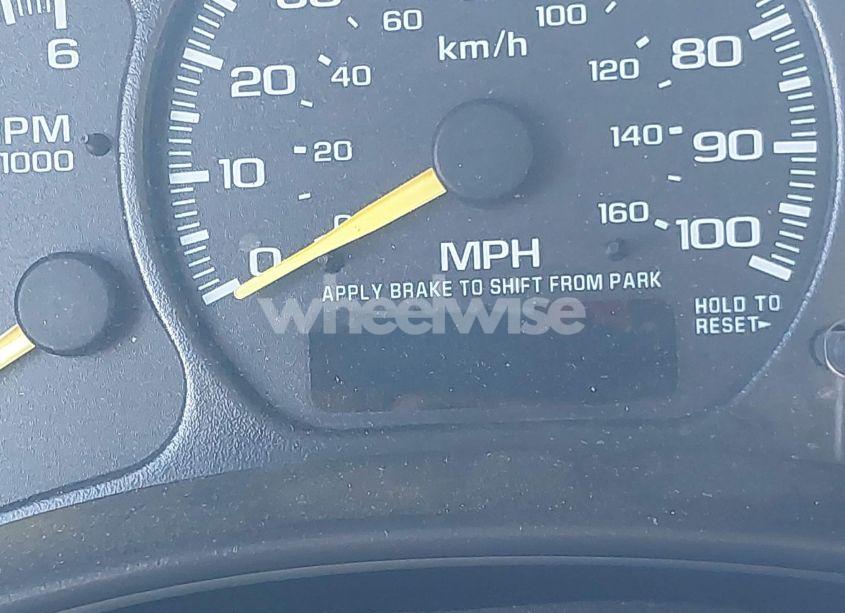 6
PM
1000
60
100
km/h
20
40
120
80
10
20
140
90
0
160
100
MPH
APPLY BRAKE TO SHIFT FROM PARK
wheelwise
HOLD TO
RESET